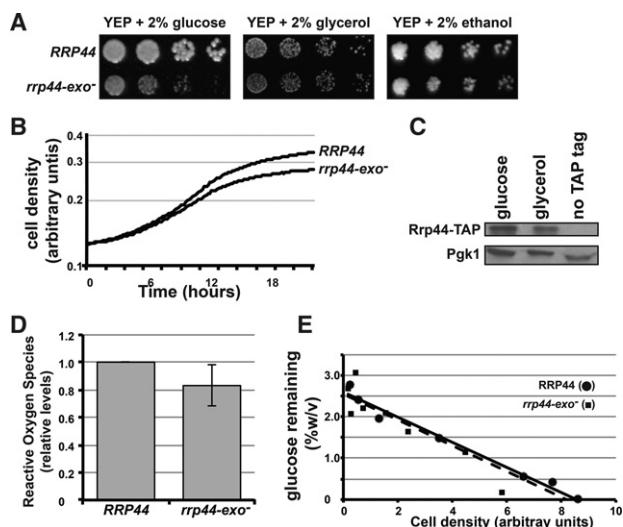 A
YEP + 2% glucose
YEP + 2% glycerol
YEP + 2% ethanol
RRP44
rrp44-exo-
B
0.4
0.3
0.2
0.1
cell density
(arbitrary untis)
RRP44
rrp44-exo-
0 6 12 18
Time (hours)
C
glucose
glycerol
no TAP tag
Rrp44-TAP
Pgk1
D
Reactive Oxygen Species
(relative levels)
1.2
1.0
0.8
0.6
0.4
0.2
0
RRP44
rrp44-exo-
E
glucose remaining
(%w/v)
3.0
2.0
1.0
0
RRP44 (●)
rrp44-exo- (■)
0 2 4 6 8 10
Cell density (arbitray units)